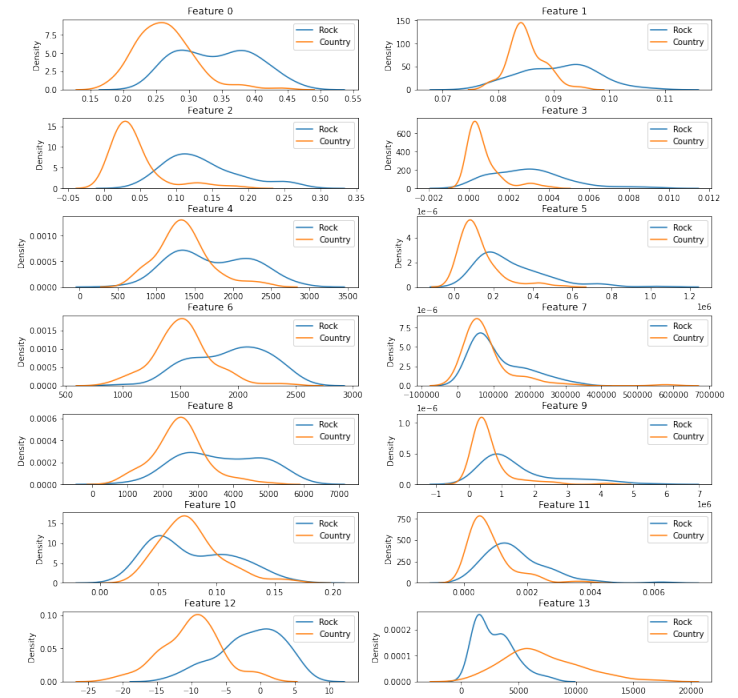 Feature 0
Density
7.5
5.0
2.5
0.0
0.15 0.20 0.25 0.30 0.35 0.40 0.45 0.50 0.55
Rock
Country
Feature 1
Density
150
100
50
0
0.07 0.08 0.09 0.10 0.11
Rock
Country
Feature 2
Density
15
10
5
0
−0.05 0.00 0.05 0.10 0.15 0.20 0.25 0.30 0.35
Rock
Country
Feature 3
Density
600
400
200
0
−0.002 0.000 0.002 0.004 0.006 0.008 0.010 0.012
Rock
Country
Feature 4
Density
0.0010
0.0005
0.0000
0 500 1000 1500 2000 2500 3000 3500
Rock
Country
Feature 5
1e−6
Density
4
2
0
0.0 0.2 0.4 0.6 0.8 1.0 1.2
1e6
Rock
Country
Feature 6
Density
0.0015
0.0010
0.0005
0.0000
500 1000 1500 2000 2500 3000
Rock
Country
Feature 7
1e−6
Density
7.5
5.0
2.5
0.0
−100000 0 100000 200000 300000 400000 500000 600000 700000
Rock
Country
Feature 8
Density
0.0006
0.0004
0.0002
0.0000
0 1000 2000 3000 4000 5000 6000 7000
Rock
Country
Feature 9
1e−6
Density
1.0
0.5
0.0
−1 0 1 2 3 4 5 6 7
1e6
Rock
Country
Feature 10
Density
15
10
5
0
0.00 0.05 0.10 0.15 0.20
Rock
Country
Feature 11
Density
750
500
250
0
0.000 0.002 0.004 0.006
Rock
Country
Feature 12
Density
0.10
0.05
0.00
−25 −20 −15 −10 −5 0 5 10
Rock
Country
Feature 13
Density
0.0002
0.0001
0.0000
0 5000 10000 15000 20000
Rock
Country